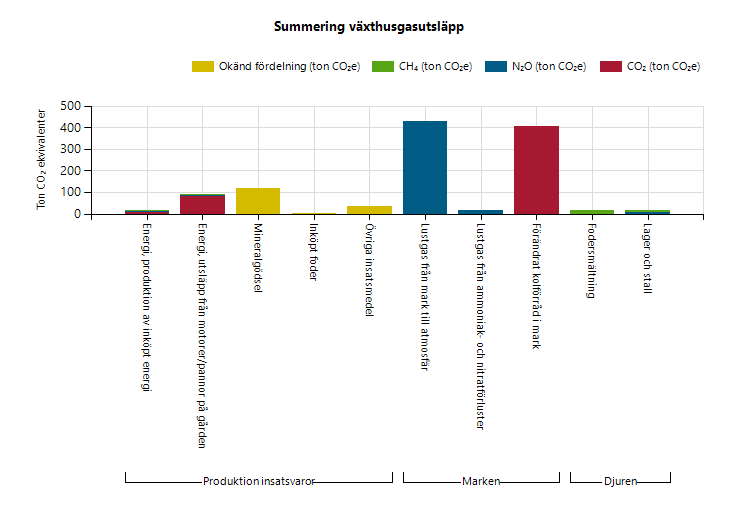 Summering växthusgasutsläpp
Okänd fördelning (ton CO₂e)
CH₄ (ton CO₂e)
N₂O (ton CO₂e)
CO₂ (ton CO₂e)
Ton CO₂ ekvivalenter
500
400
300
200
100
0
Energi, produktion av inköpt energi
Energi, utsläpp från motorer/pannor på gården
Mineralgödsel
Inköpt foder
Övriga insatsmedel
Lustgas från mark till atmosfär
Lustgas från ammoniak- och nitratförluster
Förändrat kolförråd i mark
Fodersmältning
Lager och stall
Produktion insatsvaror
Marken
Djuren